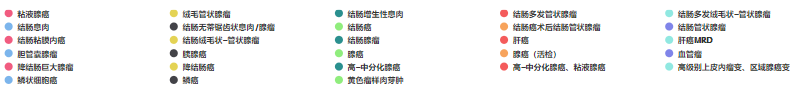 粘液腺癌 绒毛管状腺瘤 结肠增生性息肉 结肠多发管状腺瘤 结肠多发绒毛状-管状腺瘤
结肠息肉 结肠无蒂锯齿状息肉/腺瘤 结肠癌 结肠癌术后结肠管状腺瘤 结肠管状腺瘤
结肠粘膜内癌 结肠绒毛状-管状腺瘤 结肠腺瘤 肝癌 肝癌MRD
胆管囊腺瘤 胰腺癌 腺癌 腺癌（活检） 血管瘤
降结肠巨大腺瘤 降结肠癌 高-中分化腺癌 高-中分化腺癌、粘液腺癌 高级别上皮内瘤变、区域腺癌变
鳞状细胞癌 鳞癌 黄色瘤样肉芽肿